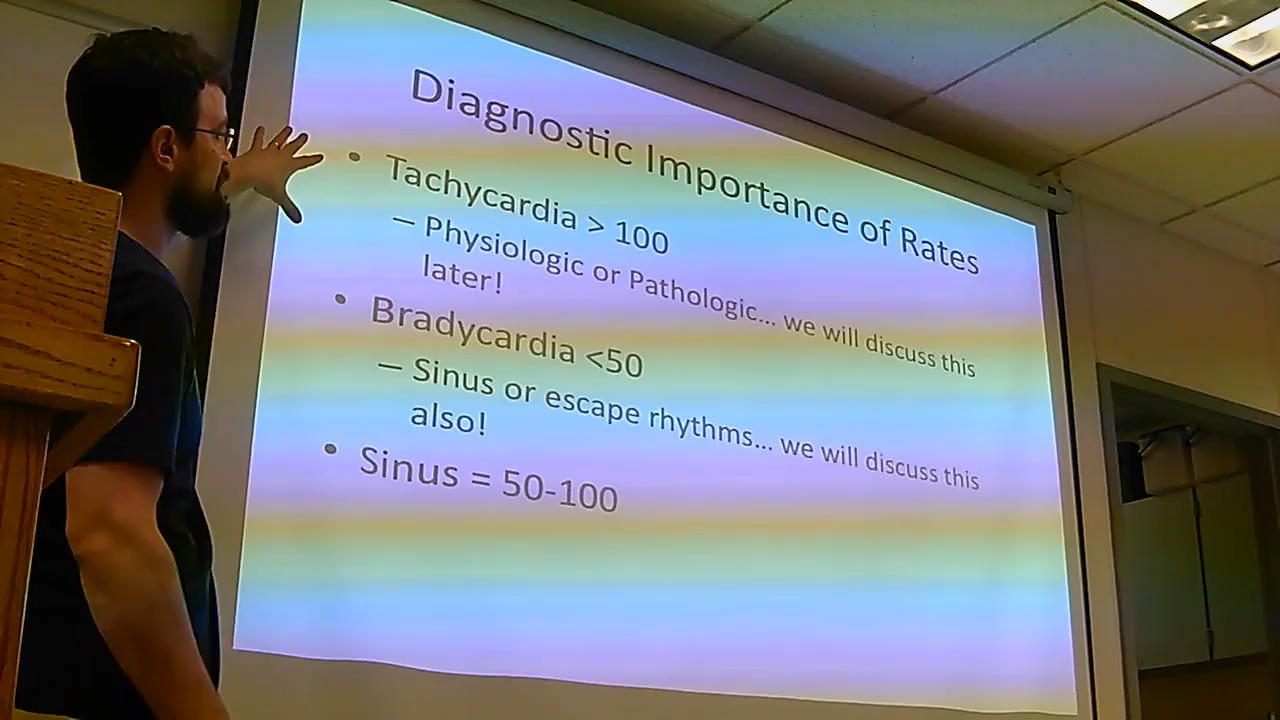 Diagnostic Importance of Rates
• Tachycardia > 100
– Physiologic or Pathologic... we will discuss this
later!
• Bradycardia <50
– Sinus or escape rhythms... we will discuss this
also!
• Sinus = 50-100